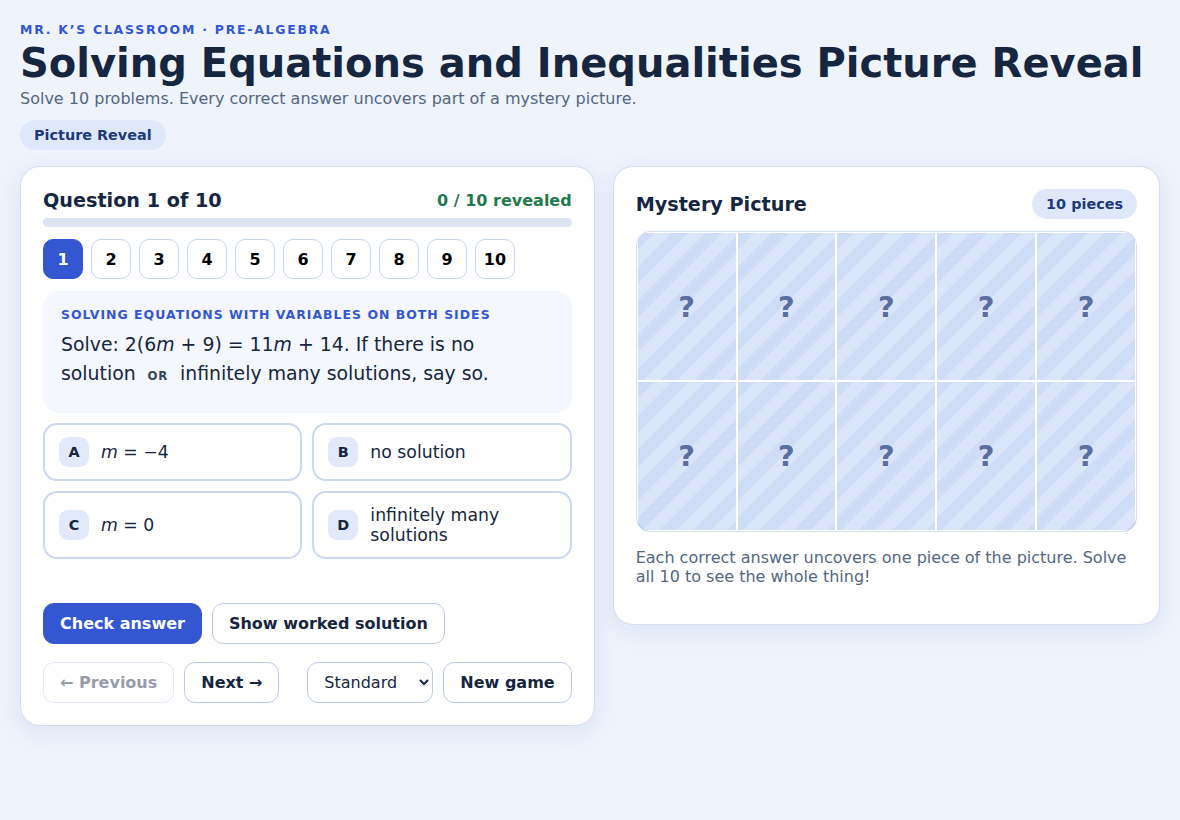 MR. K’S CLASSROOM · PRE-ALGEBRA
Solving Equations and Inequalities Picture Reveal
Solve 10 problems. Every correct answer uncovers part of a mystery picture.
Picture Reveal
Question 1 of 10
0 / 10 revealed
1 2 3 4 5 6 7 8 9 10
SOLVING EQUATIONS WITH VARIABLES ON BOTH SIDES
Solve: 2(6m + 9) = 11m + 14. If there is no
solution OR infinitely many solutions, say so.
A m = −4
B no solution
C m = 0
D infinitely many
solutions
Check answer
Show worked solution
← Previous
Next →
Standard
New game
Mystery Picture
10 pieces
? ? ? ? ?
? ? ? ? ?
Each correct answer uncovers one piece of the picture. Solve
all 10 to see the whole thing!